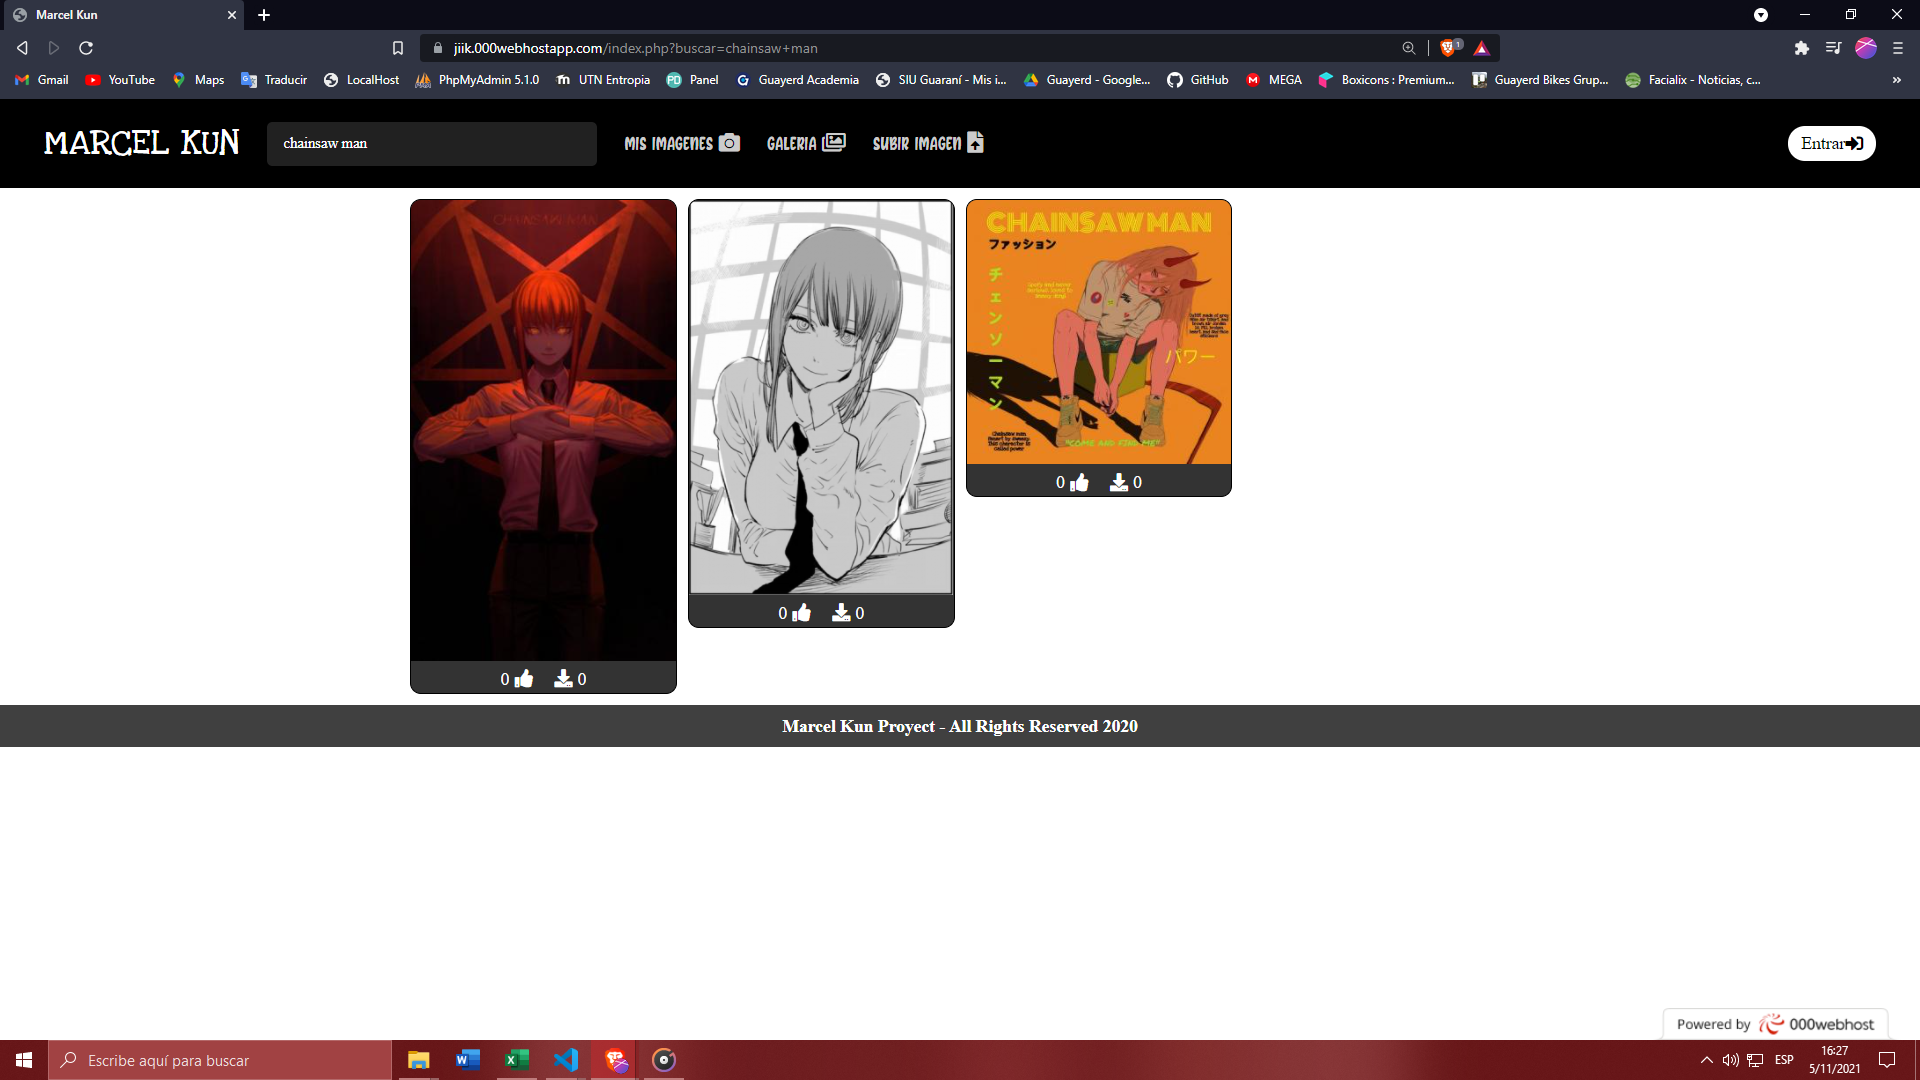 Marcel Kun
jiik.000webhostapp.com/index.php?buscar=chainsaw+man
1
Gmail
YouTube
Maps
Traducir
LocalHost
PhpMyAdmin 5.1.0
UTN Entropia
Panel
Guayerd Academia
SIU Guaraní - Mis i...
Guayerd - Google...
GitHub
MEGA
Boxicons : Premium...
Guayerd Bikes Grup...
Facialix - Noticias, c...
»
MARCEL KUN
chainsaw man
MIS IMAGENES
GALERIA
SUBIR IMAGEN
Entrar
CHAINSAW MAN
CHAINSAW MAN
ファッション
チェンソーマン
パワー
"COME AND FIND ME"
Chainsaw man
0 0
0 0
0 0
Marcel Kun Proyect - All Rights Reserved 2020
Powered by 000webhost
Escribe aquí para buscar
ESP
16:27
5/11/2021